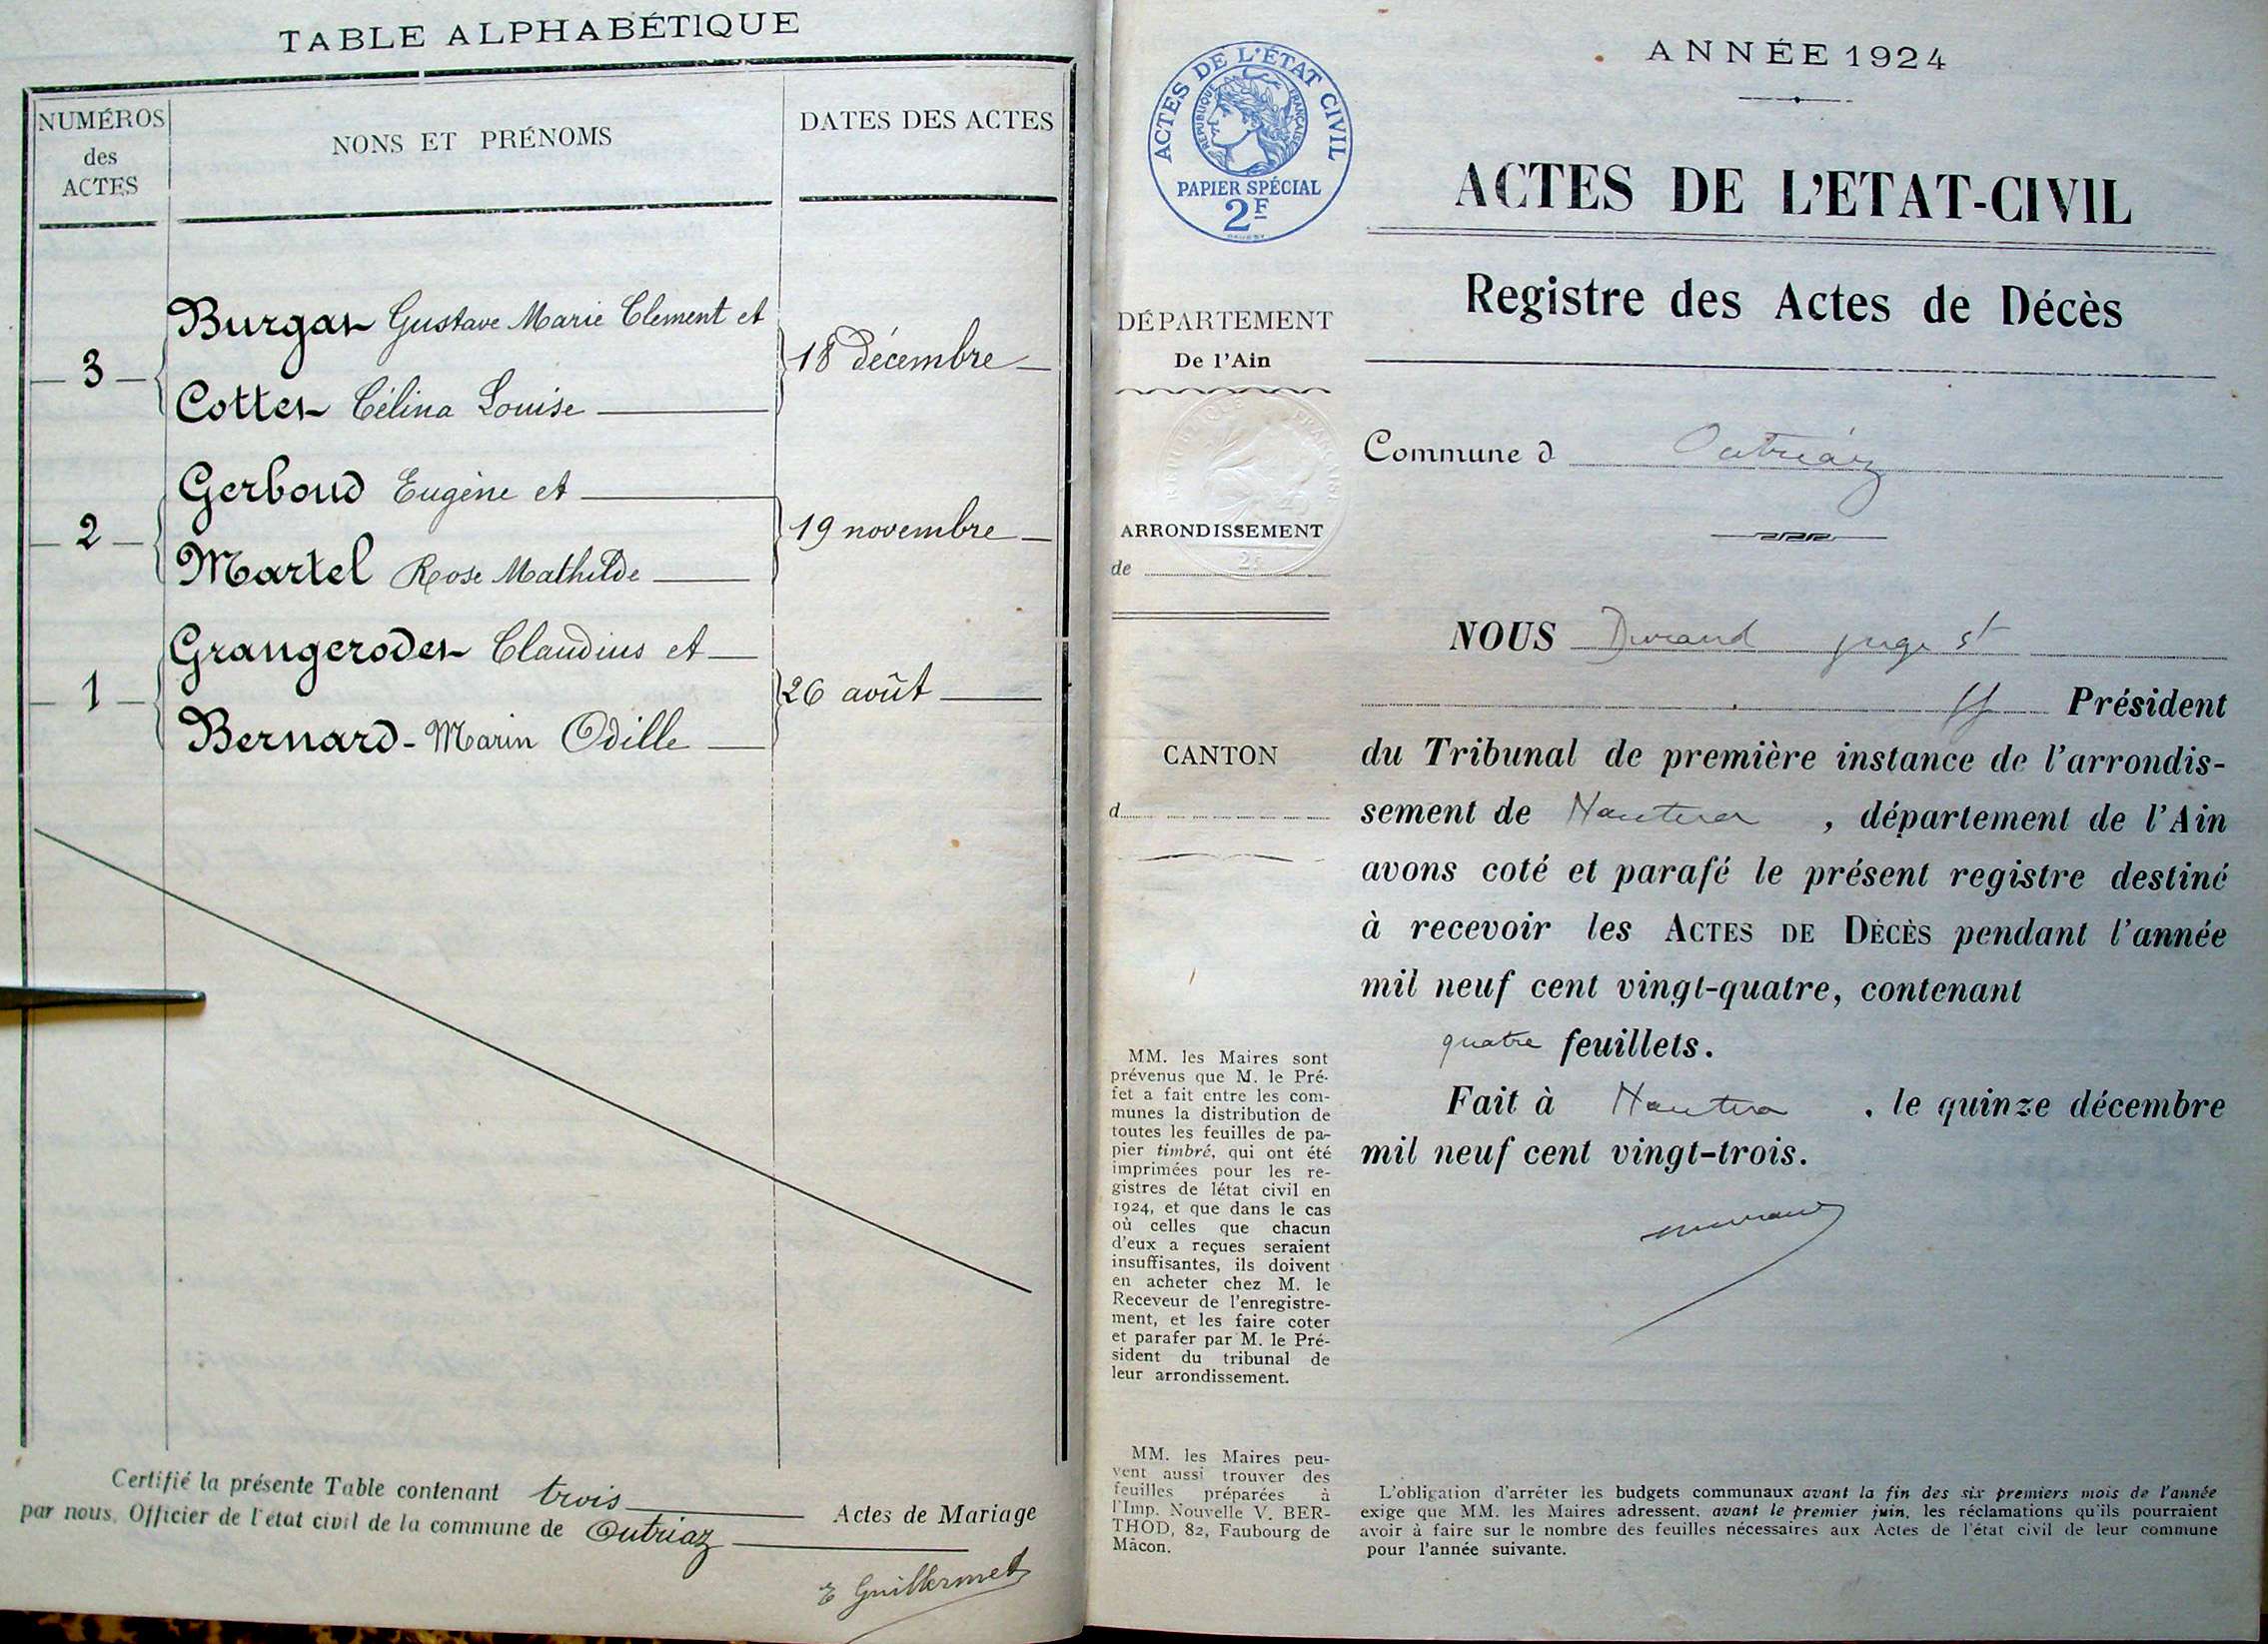 TABLE ALPHABÉTIQUE
NUMÉROS
des
ACTES
NONS ET PRÉNOMS
DATES DES ACTES
Burgat Gustave Marie Clement et
3
18 décembre
Cottet Célina Louise
Gerboud Eugène et
2
19 novembre
Martel Rose Mathilde
Grangerodet Claudius et
1
26 août
Bernard-Marin Odille
Certifié la présente Table contenant trois Actes de Mariage
par nous, Officier de l'état civil de la commune de Outriaz
E Guillermet
ACTES DE L'ÉTAT CIVIL
RÉPUBLIQUE FRANÇAISE
PAPIER SPÉCIAL
2F
DÉPARTEMENT
De l'Ain
ARRONDISSEMENT
de
CANTON
d
MM. les Maires sont
prévenus que M. le Pré-
fet a fait entre les com-
munes la distribution de
toutes les feuilles de pa-
pier timbré, qui ont été
imprimées pour les re-
gistres de létat civil en
1924, et que dans le cas
où celles que chacun
d'eux a reçues seraient
insuffisantes, ils doivent
en acheter chez M. le
Receveur de l'enregistre-
ment, et les faire coter
et parafer par M. le Pré-
sident du tribunal de
leur arrondissement.
MM. les Maires peu-
vent aussi trouver des
feuilles préparées à
l'Imp. Nouvelle V. BER-
THOD, 82, Faubourg de
Mâcon.
ANNÉE 1924
ACTES DE L'ETAT-CIVIL
Registre des Actes de Décès
Commune d Outriaz
NOUS Durand juge st
ff Président
du Tribunal de première instance de l'arrondis-
sement de Nantua, département de l'Ain
avons coté et parafé le présent registre destiné
à recevoir les ACTES DE DÉCÈS pendant l'année
mil neuf cent vingt-quatre, contenant
quatre feuillets.
Fait à Nantua, le quinze décembre
mil neuf cent vingt-trois.
L'obligation d'arrêter les budgets communaux avant la fin des six premiers mois de l'année
exige que MM. les Maires adressent, avant le premier juin, les réclamations qu'ils pourraient
avoir à faire sur le nombre des feuilles nécessaires aux Actes de l'état civil de leur commune
pour l'année suivante.